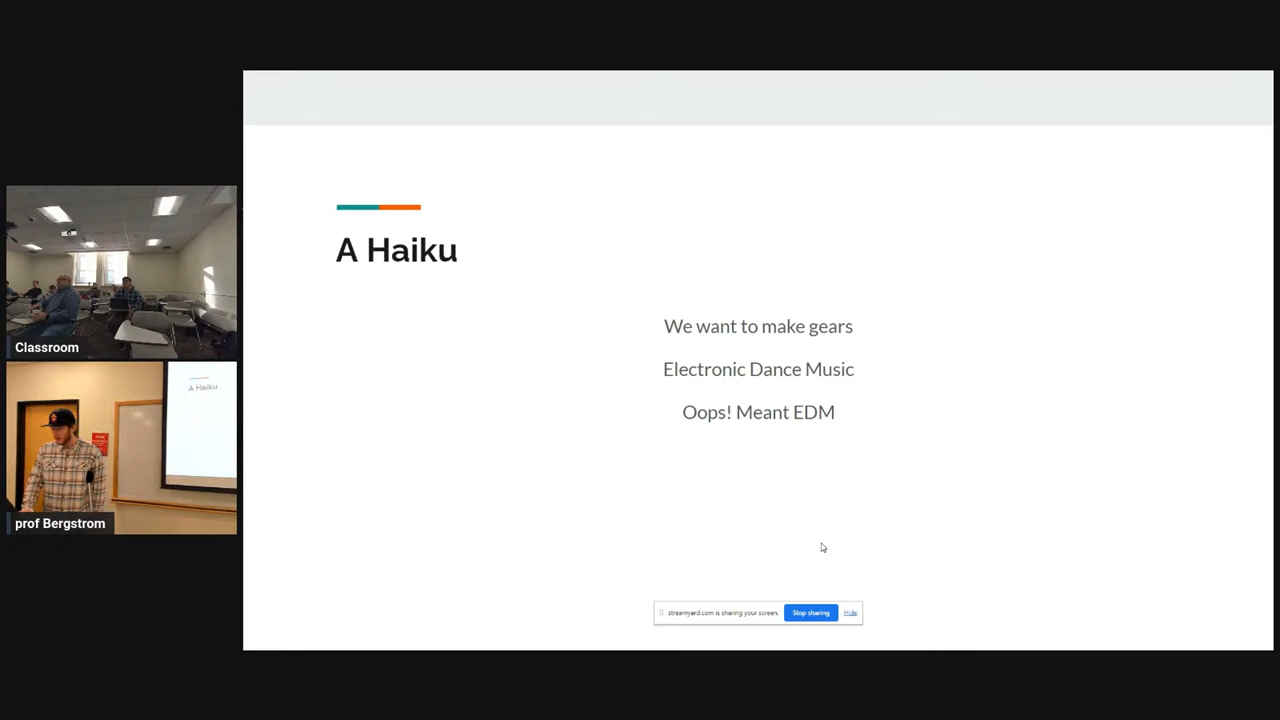 A Haiku
We want to make gears
Electronic Dance Music
Oops! Meant EDM
Classroom
A Haiku
prof Bergstrom
streamyard.com is sharing your screen.
Stop sharing
Hide